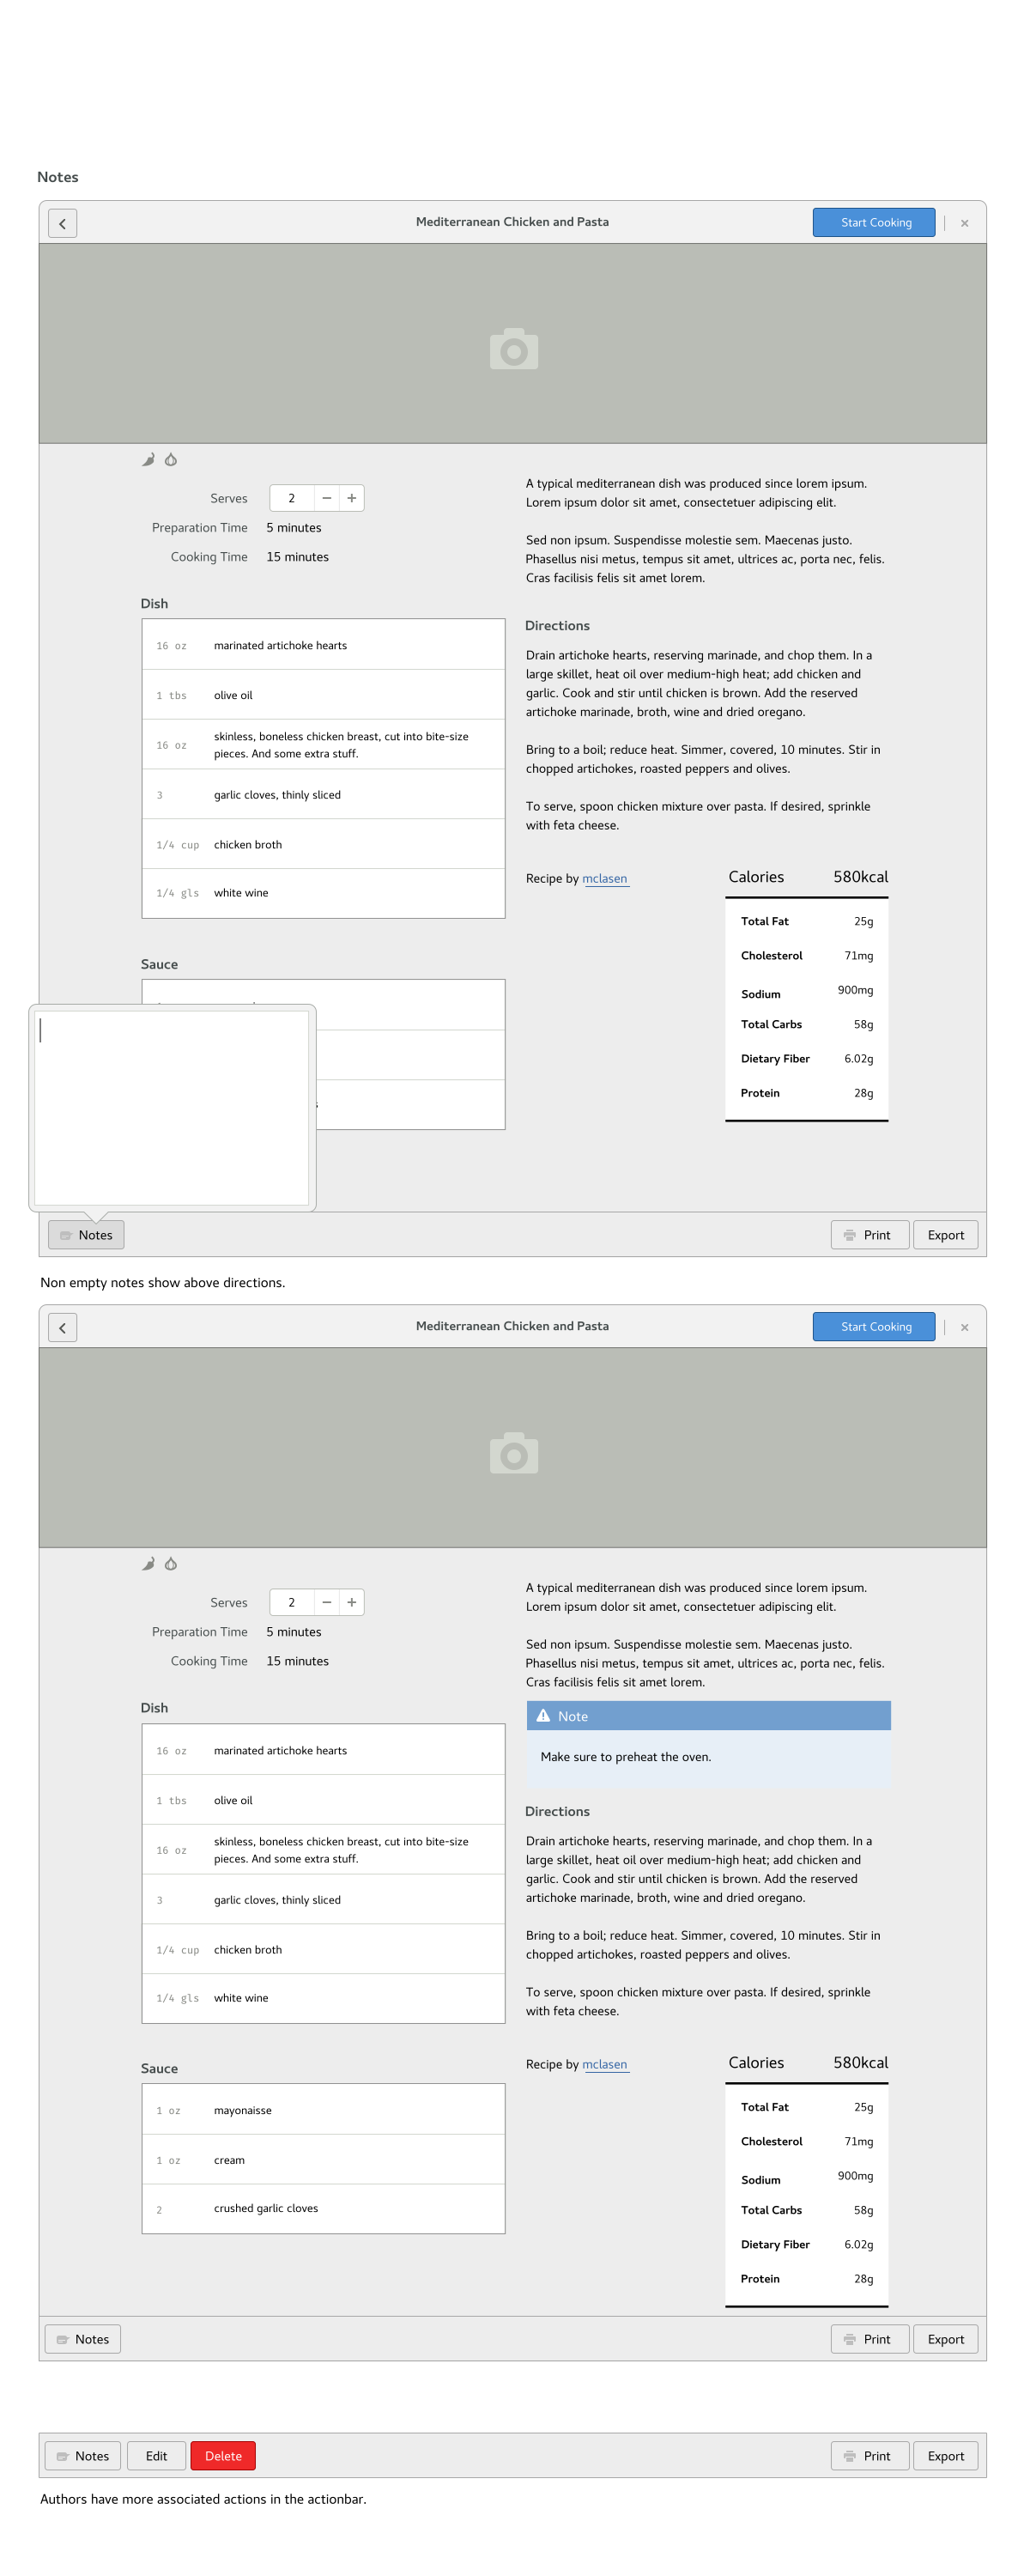 Notes
Mediterranean Chicken and Pasta
Start Cooking
Serves 2
Preparation Time 5 minutes
Cooking Time 15 minutes
Dish
16 oz marinated artichoke hearts
1 tbs olive oil
16 oz skinless, boneless chicken breast, cut into bite-size
pieces. And some extra stuff.
3 garlic cloves, thinly sliced
1/4 cup chicken broth
1/4 gls white wine
Sauce
A typical mediterranean dish was produced since lorem ipsum.
Lorem ipsum dolor sit amet, consectetuer adipiscing elit.
Sed non ipsum. Suspendisse molestie sem. Maecenas justo.
Phasellus nisi metus, tempus sit amet, ultrices ac, porta nec, felis.
Cras facilisis felis sit amet lorem.
Directions
Drain artichoke hearts, reserving marinade, and chop them. In a
large skillet, heat oil over medium-high heat; add chicken and
garlic. Cook and stir until chicken is brown. Add the reserved
artichoke marinade, broth, wine and dried oregano.
Bring to a boil; reduce heat. Simmer, covered, 10 minutes. Stir in
chopped artichokes, roasted peppers and olives.
To serve, spoon chicken mixture over pasta. If desired, sprinkle
with feta cheese.
Recipe by mclasen
Calories 580kcal
Total Fat 25g
Cholesterol 71mg
Sodium 900mg
Total Carbs 58g
Dietary Fiber 6.02g
Protein 28g
Notes
Print
Export
Non empty notes show above directions.
Mediterranean Chicken and Pasta
Start Cooking
Serves 2
Preparation Time 5 minutes
Cooking Time 15 minutes
Dish
16 oz marinated artichoke hearts
1 tbs olive oil
16 oz skinless, boneless chicken breast, cut into bite-size
pieces. And some extra stuff.
3 garlic cloves, thinly sliced
1/4 cup chicken broth
1/4 gls white wine
Sauce
1 oz mayonaisse
1 oz cream
2 crushed garlic cloves
A typical mediterranean dish was produced since lorem ipsum.
Lorem ipsum dolor sit amet, consectetuer adipiscing elit.
Sed non ipsum. Suspendisse molestie sem. Maecenas justo.
Phasellus nisi metus, tempus sit amet, ultrices ac, porta nec, felis.
Cras facilisis felis sit amet lorem.
Note
Make sure to preheat the oven.
Directions
Drain artichoke hearts, reserving marinade, and chop them. In a
large skillet, heat oil over medium-high heat; add chicken and
garlic. Cook and stir until chicken is brown. Add the reserved
artichoke marinade, broth, wine and dried oregano.
Bring to a boil; reduce heat. Simmer, covered, 10 minutes. Stir in
chopped artichokes, roasted peppers and olives.
To serve, spoon chicken mixture over pasta. If desired, sprinkle
with feta cheese.
Recipe by mclasen
Calories 580kcal
Total Fat 25g
Cholesterol 71mg
Sodium 900mg
Total Carbs 58g
Dietary Fiber 6.02g
Protein 28g
Notes
Print
Export
Notes
Edit
Delete
Print
Export
Authors have more associated actions in the actionbar.